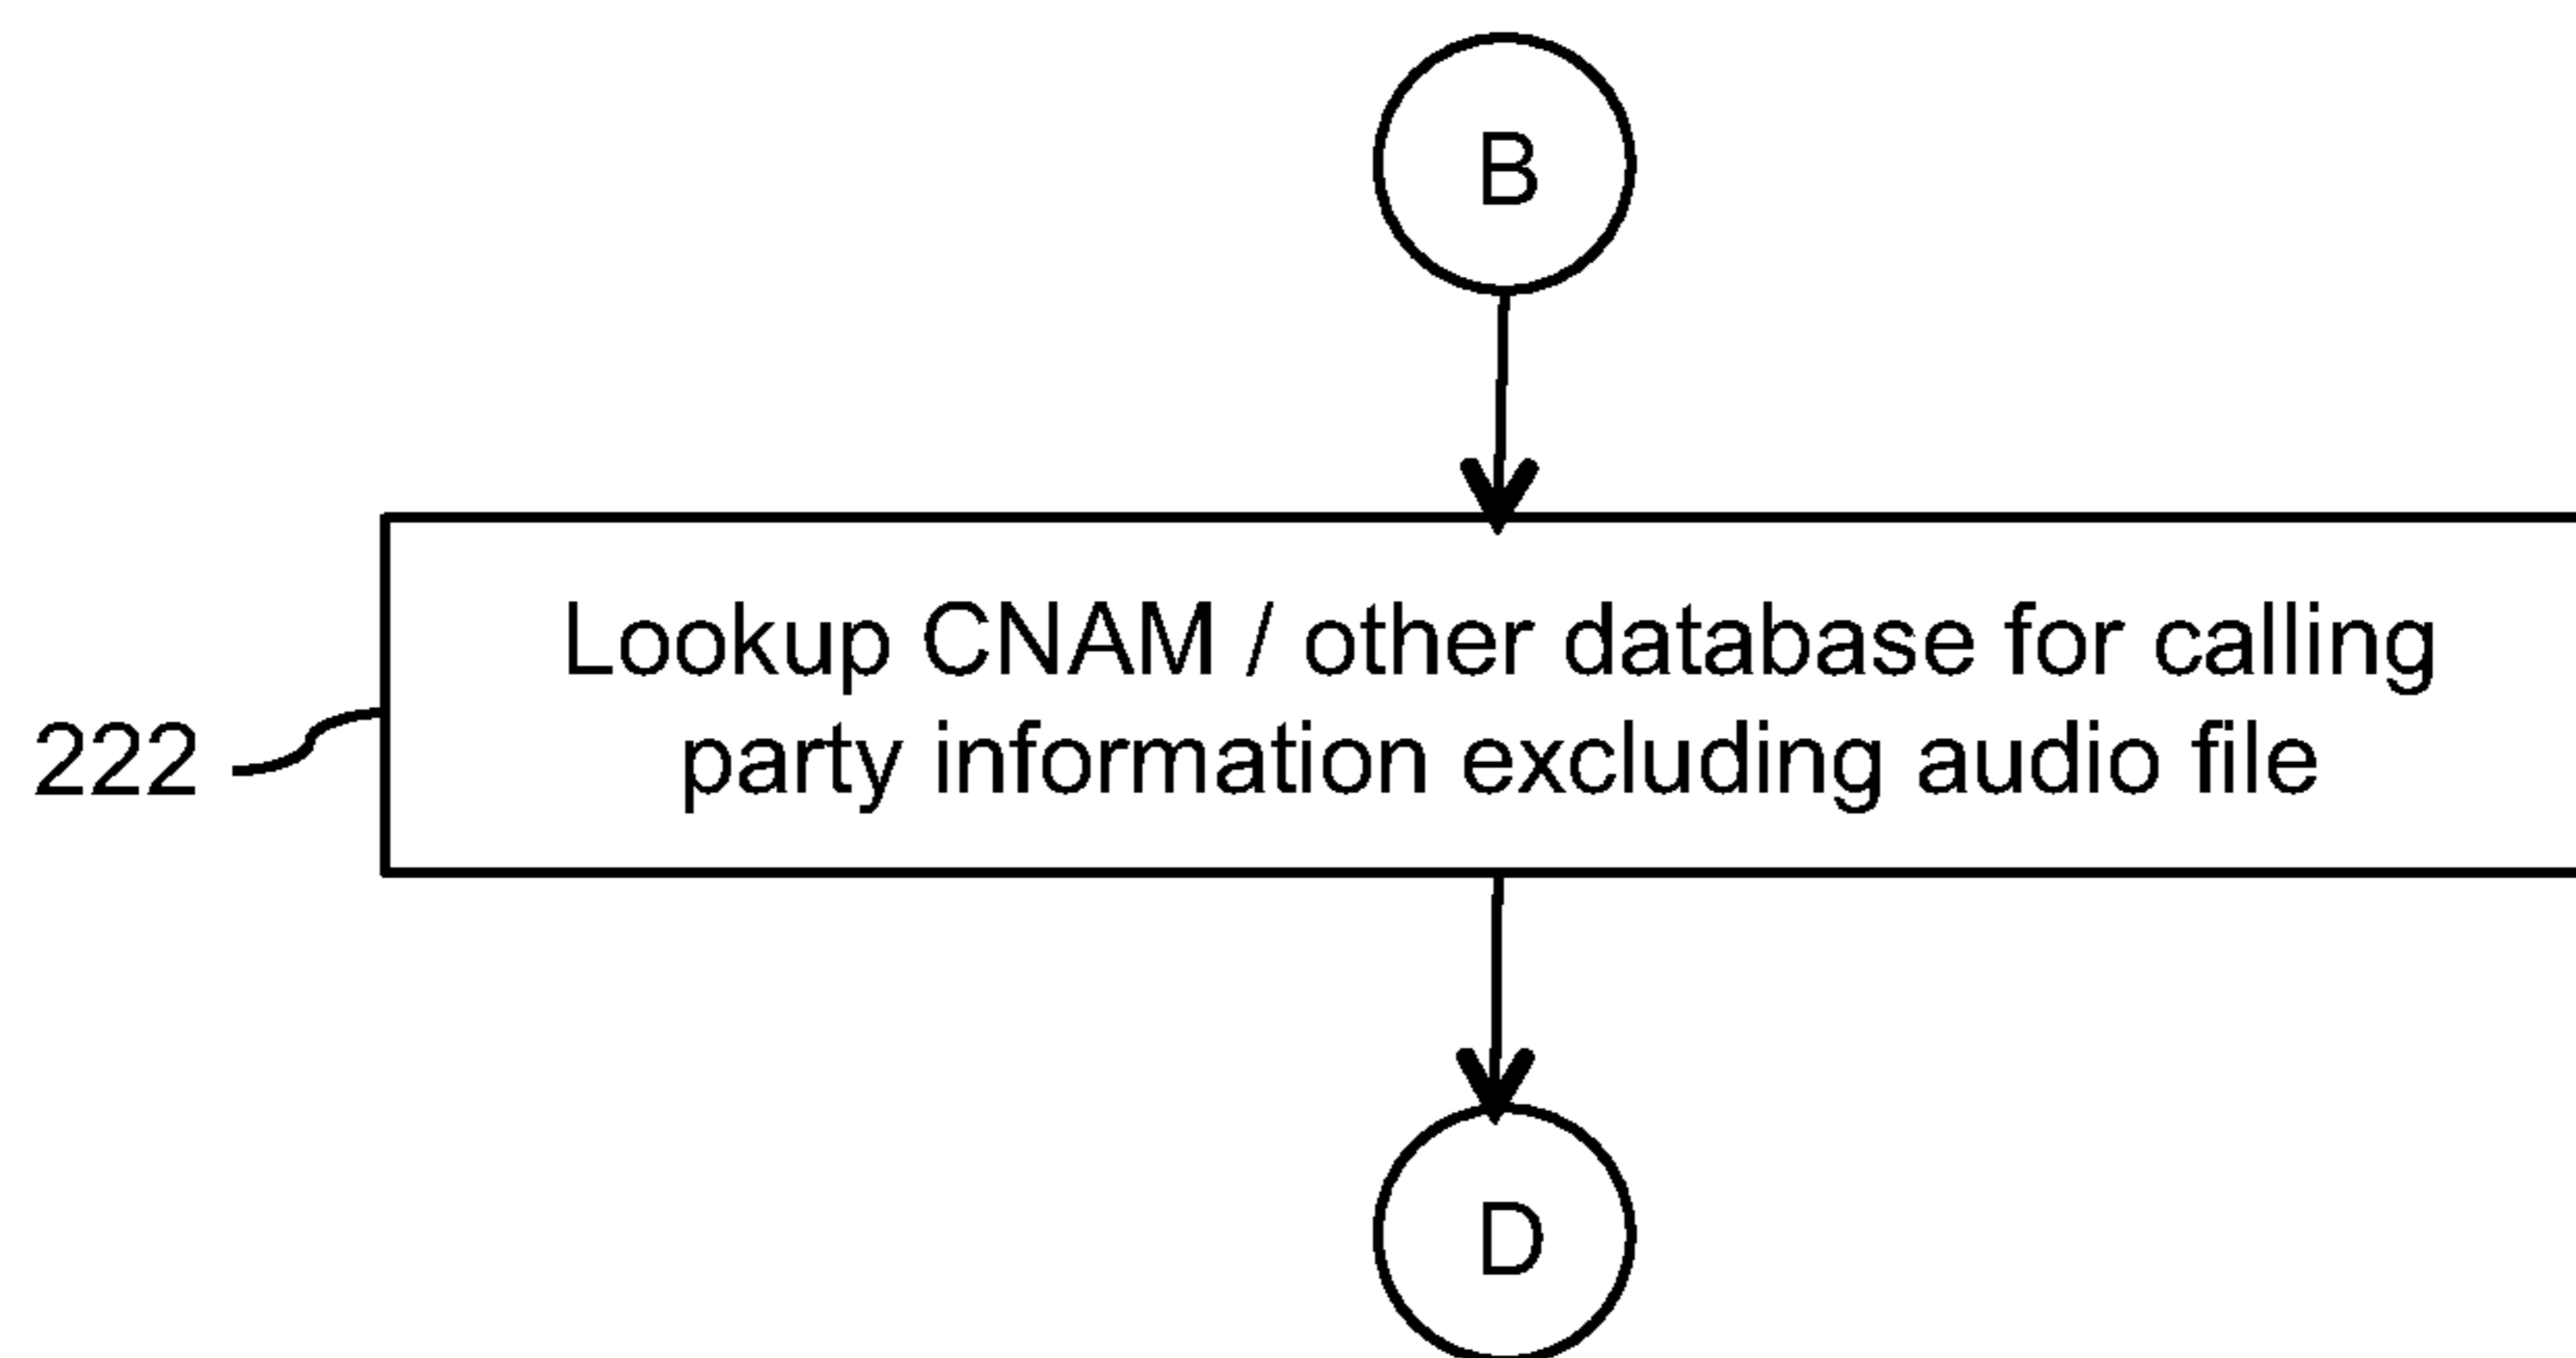 B
Lookup CNAM / other database for calling
party information excluding audio file
222
D